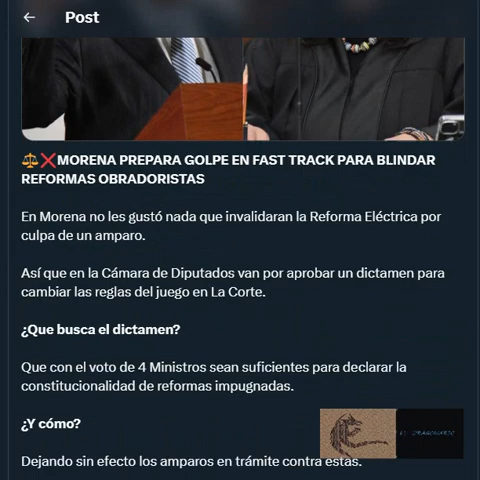 Post
⚖️❌MORENA PREPARA GOLPE EN FAST TRACK PARA BLINDAR
REFORMAS OBRADORISTAS
En Morena no les gustó nada que invalidaran la Reforma Eléctrica por
culpa de un amparo.
Así que en la Cámara de Diputados van por aprobar un dictamen para
cambiar las reglas del juego en La Corte.
¿Que busca el dictamen?
Que con el voto de 4 Ministros sean suficientes para declarar la
constitucionalidad de reformas impugnadas.
¿Y cómo?
Dejando sin efecto los amparos en trámite contra estas.